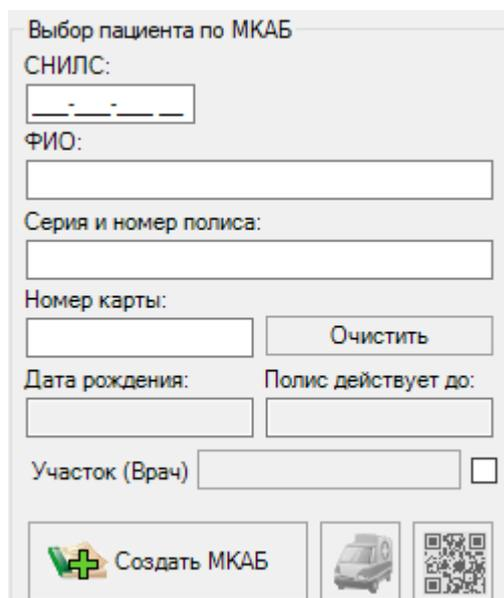 Выбор пациента по МКАБ
СНИЛС:
___-___-___ __
ФИО:
Серия и номер полиса:
Номер карты:
Очистить
Дата рождения: Полис действует до:
Участок (Врач)
Создать МКАБ